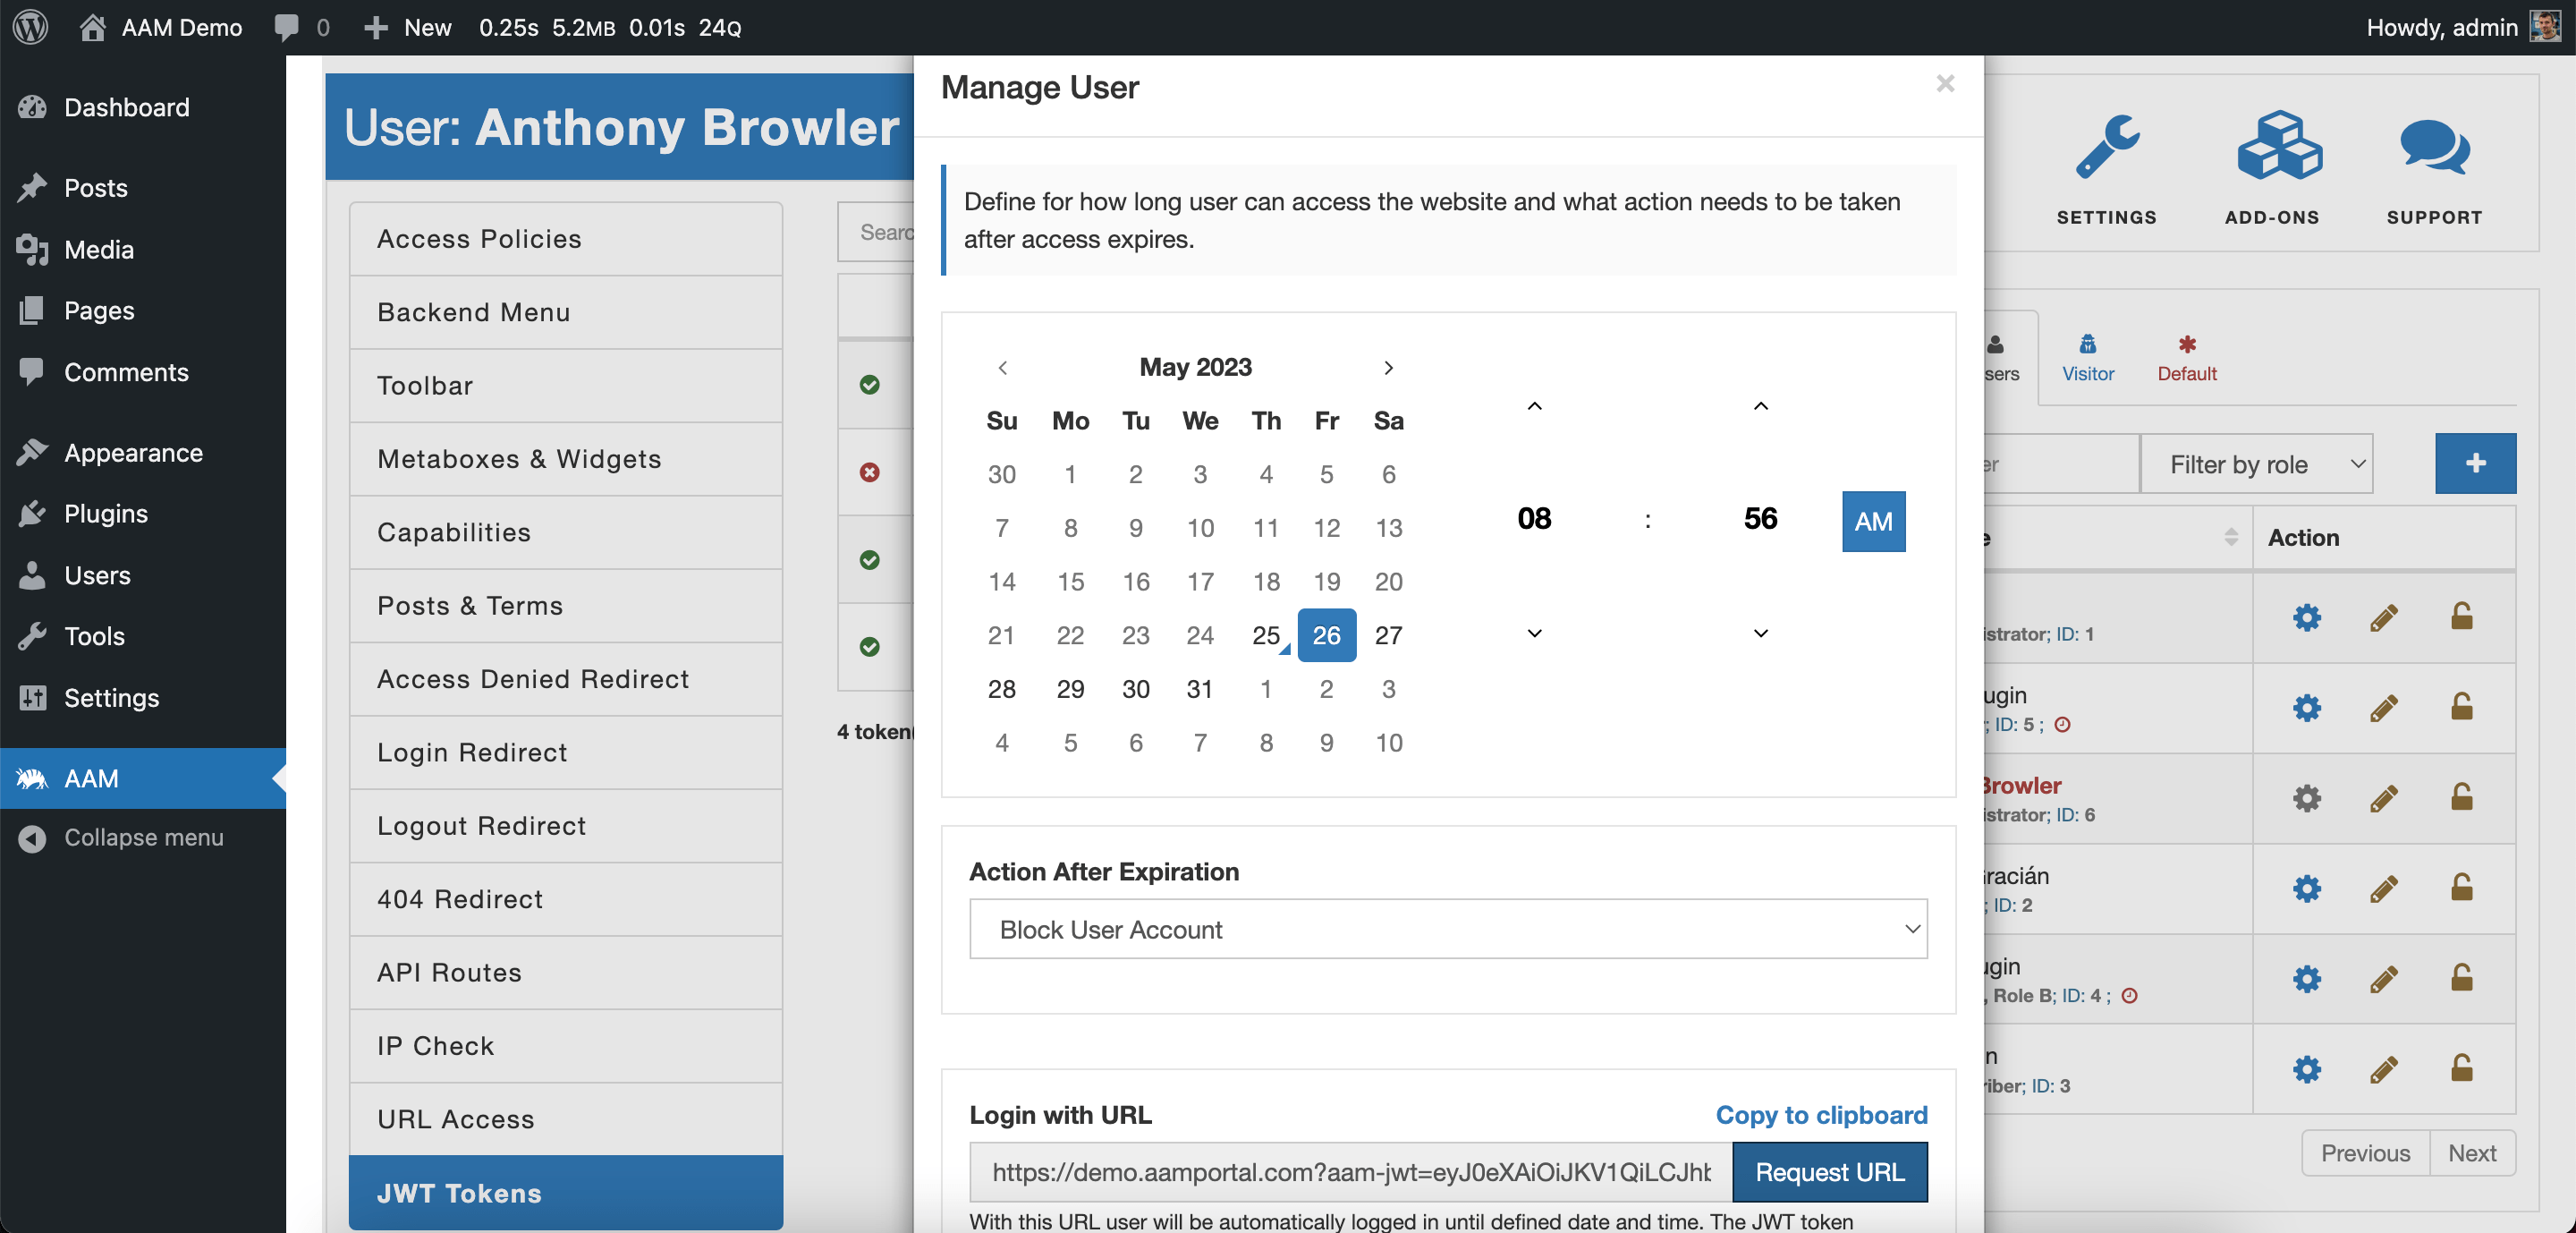 AAM Demo 0 New 0.25s 5.2MB 0.01s 24Q Howdy, admin
Dashboard
Posts
Media
Pages
Comments
Appearance
Plugins
Users
Tools
Settings
AAM
Collapse menu
User: Anthony Browler
Access Policies
Backend Menu
Toolbar
Metaboxes & Widgets
Capabilities
Posts & Terms
Access Denied Redirect
Login Redirect
Logout Redirect
404 Redirect
API Routes
IP Check
URL Access
JWT Tokens
4 token
Manage User
×
Define for how long user can access the website and what action needs to be taken
after access expires.
May 2023
Su Mo Tu We Th Fr Sa
30 1 2 3 4 5 6
7 8 9 10 11 12 13
14 15 16 17 18 19 20
21 22 23 24 25 26 27
28 29 30 31 1 2 3
4 5 6 7 8 9 10
08 : 56 AM
Action After Expiration
Block User Account
Login with URL Copy to clipboard
https://demo.aamportal.com?aam-jwt=eyJ0eXAiOiJKV1QiLCJhb Request URL
With this URL user will be automatically logged in until defined date and time. The JWT token
SETTINGS ADD-ONS SUPPORT
sers Visitor Default
er Filter by role +
e Action
istrator; ID: 1
ugin
; ID: 5 ;
Browler
istrator; ID: 6
Gracián
; ID: 2
ugin
, Role B; ID: 4 ;
n
riber; ID: 3
Previous Next